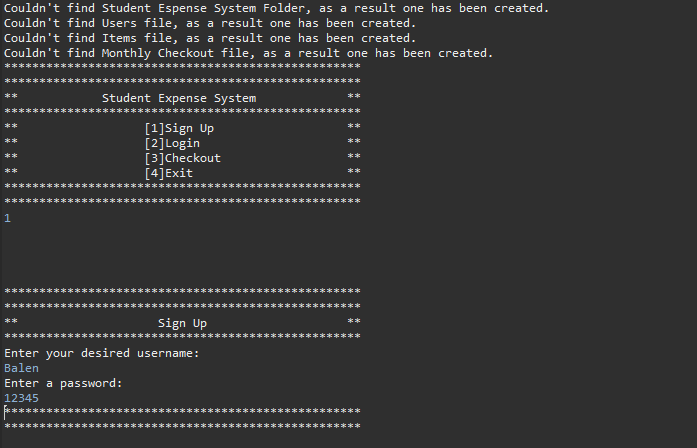 Couldn't find Student Espense System Folder, as a result one has been created.
Couldn't find Users file, as a result one has been created.
Couldn't find Items file, as a result one has been created.
Couldn't find Monthly Checkout file, as a result one has been created.
***************************************************
***************************************************
** Student Expense System **
***************************************************
** [1]Sign Up **
** [2]Login **
** [3]Checkout **
** [4]Exit **
***************************************************
***************************************************
1
***************************************************
***************************************************
** Sign Up **
***************************************************
Enter your desired username:
Balen
Enter a password:
12345
***************************************************
***************************************************